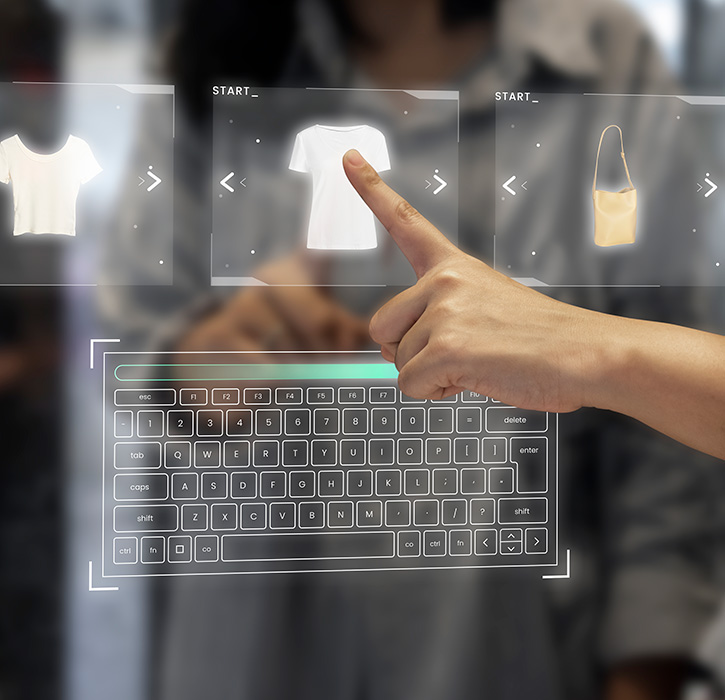 START_
START_
esc F1 F2 F3 F4 F5 F6 F7
- 1 2 3 4 5 6 7 8 9 0 - = delete
tab Q W E R T Y U I O P [ ] enter
caps A S D F G H J K L ; ,
shift Z X C V B N M / ? shift
ctrl fn co co ctrl fn